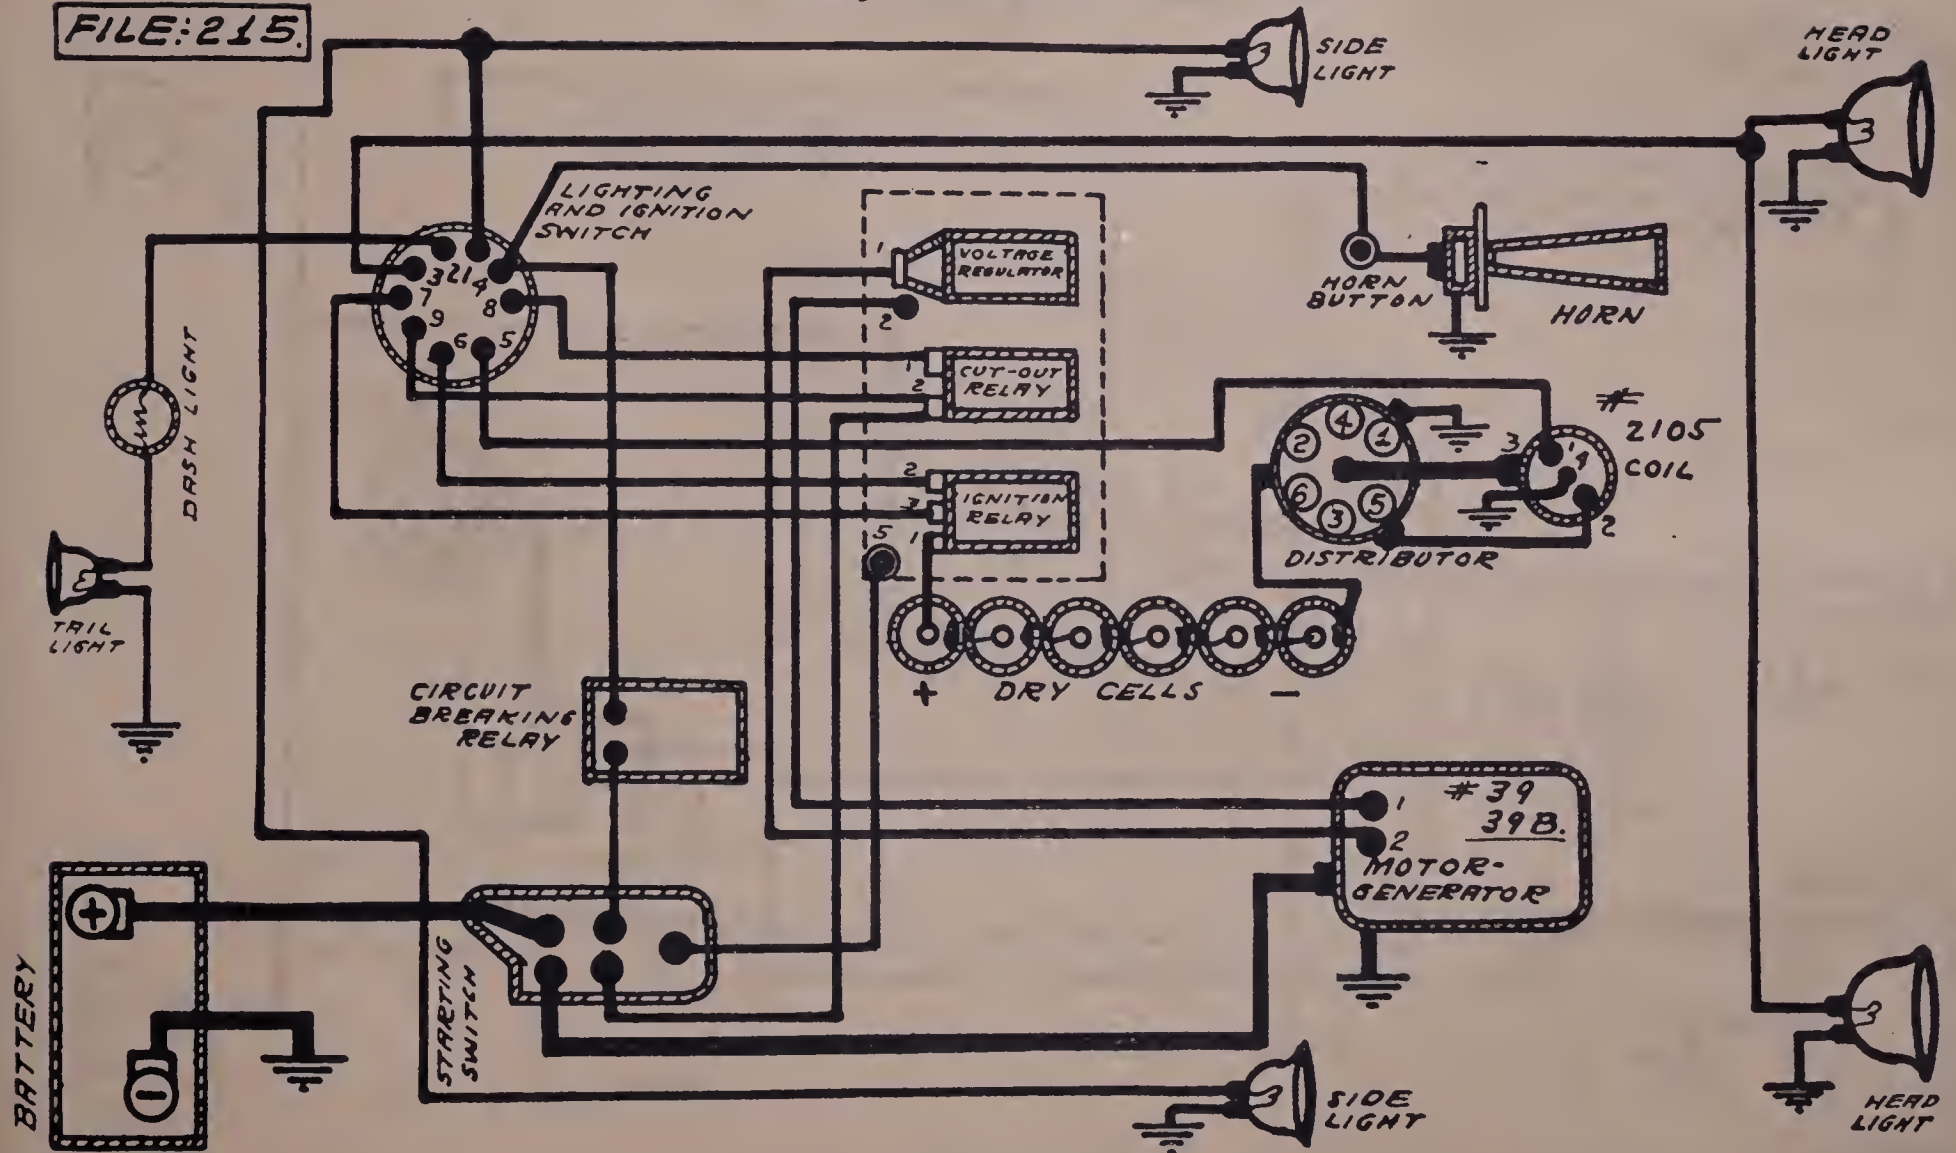 FILE:215.
SIDE
LIGHT
HEAD
LIGHT
LIGHTING
AND IGNITION
SWITCH
1
VOLTAGE
REGULATOR
2
HORN
BUTTON
HORN
3 2 1 4
7
8
9
6
5
DASH LIGHT
1
2
CUT-OUT
RELAY
# 2105
COIL
4
2
1
6
5
3
3
1
4
2
DISTRIBUTOR
2
3
1
IGNITION
RELAY
5
TAIL
LIGHT
+ DRY CELLS −
CIRCUIT
BREAKING
RELAY
1
# 39
39B.
2
MOTOR-
GENERATOR
+
−
BATTERY
STARTING
SWITCH
SIDE
LIGHT
HEAD
LIGHT